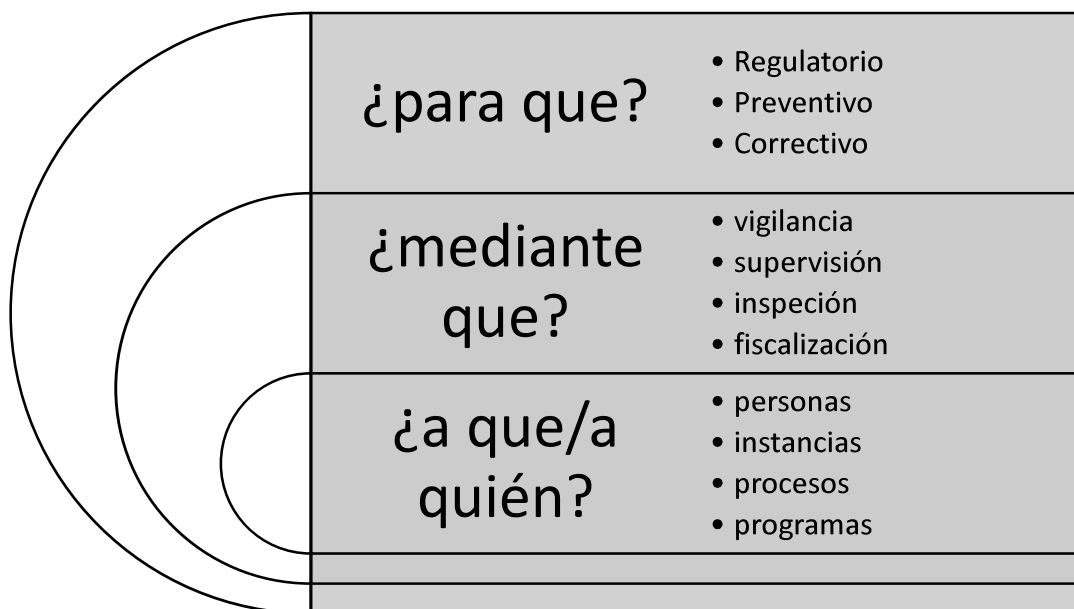 ¿para que?
• Regulatorio
• Preventivo
• Correctivo
¿mediante
que?
• vigilancia
• supervisión
• inspeción
• fiscalización
¿a que/a
quién?
• personas
• instancias
• procesos
• programas